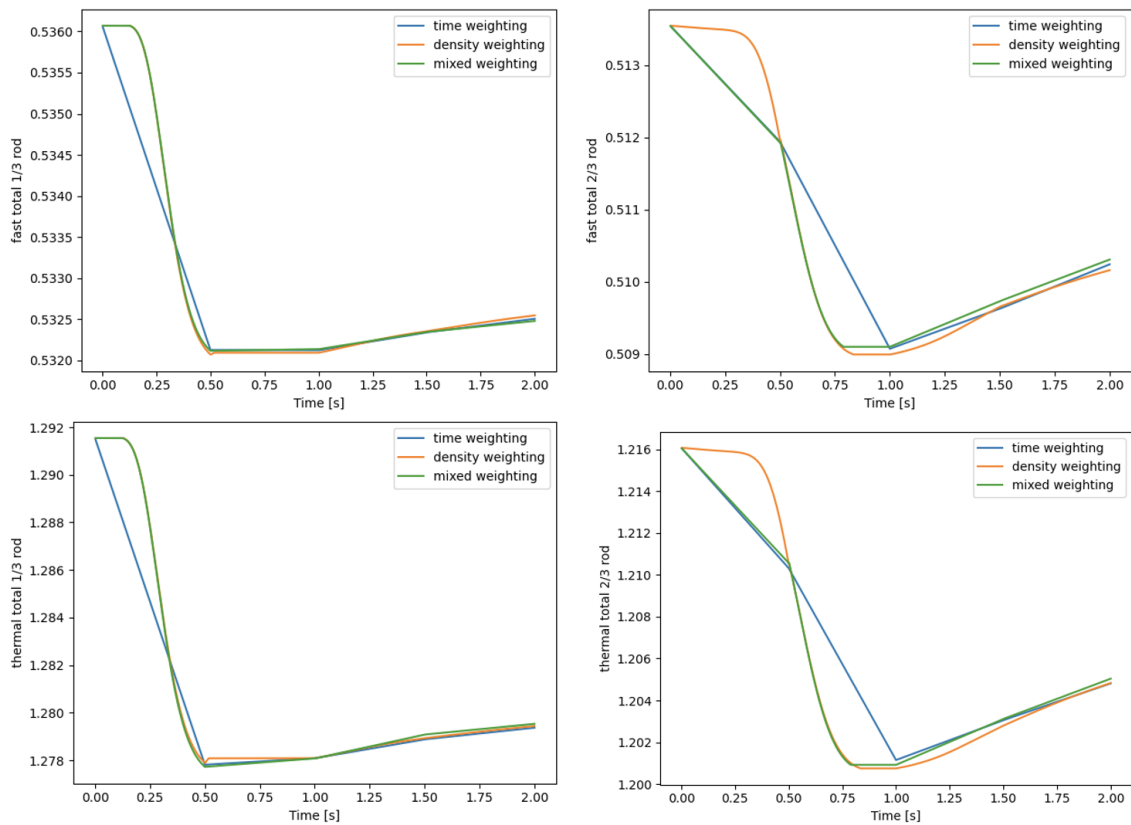 time weighting
density weighting
mixed weighting
fast total 1/3 rod
0.5360
0.5355
0.5350
0.5345
0.5340
0.5335
0.5330
0.5325
0.5320
0.00 0.25 0.50 0.75 1.00 1.25 1.50 1.75 2.00
Time [s]
time weighting
density weighting
mixed weighting
fast total 2/3 rod
0.513
0.512
0.511
0.510
0.509
0.00 0.25 0.50 0.75 1.00 1.25 1.50 1.75 2.00
Time [s]
time weighting
density weighting
mixed weighting
thermal total 1/3 rod
1.292
1.290
1.288
1.286
1.284
1.282
1.280
1.278
0.00 0.25 0.50 0.75 1.00 1.25 1.50 1.75 2.00
Time [s]
time weighting
density weighting
mixed weighting
thermal total 2/3 rod
1.216
1.214
1.212
1.210
1.208
1.206
1.204
1.202
1.200
0.00 0.25 0.50 0.75 1.00 1.25 1.50 1.75 2.00
Time [s]